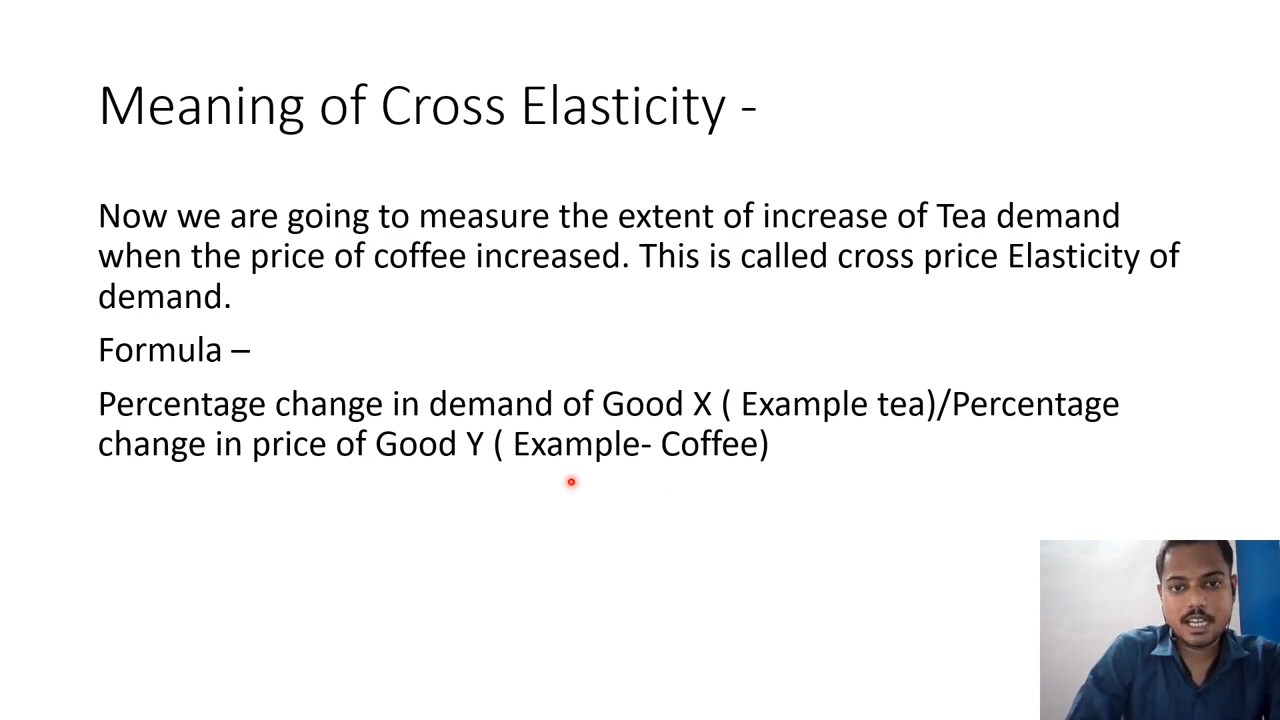 Meaning of Cross Elasticity -
Now we are going to measure the extent of increase of Tea demand
when the price of coffee increased. This is called cross price Elasticity of
demand.
Formula –
Percentage change in demand of Good X ( Example tea)/Percentage
change in price of Good Y ( Example- Coffee)